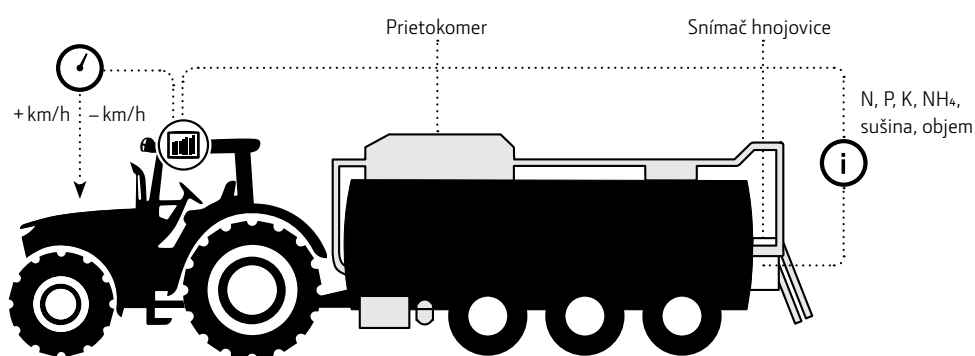 Prietokomer
Snímač hnojovice
+ km/h – km/h
N, P, K, NH₄,
sušina, objem
i